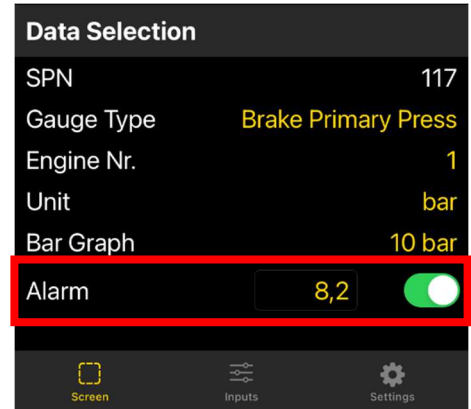 Data Selection
SPN 117
Gauge Type Brake Primary Press
Engine Nr. 1
Unit bar
Bar Graph 10 bar
Alarm 8,2
Screen Inputs Settings